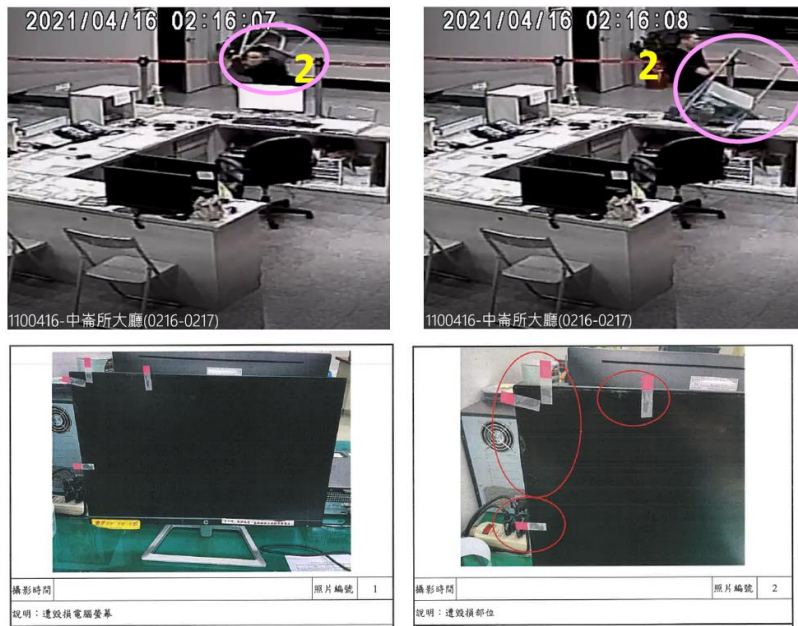 2021/04/16 02:16:07
2
1100416-中崙所大廳(0216-0217)
2021/04/16 02:16:08
2
1100416-中崙所大廳(0216-0217)
攝影時間
照片編號 1
說明：遭毀損電腦螢幕
攝影時間
照片編號 2
說明：遭毀損部位